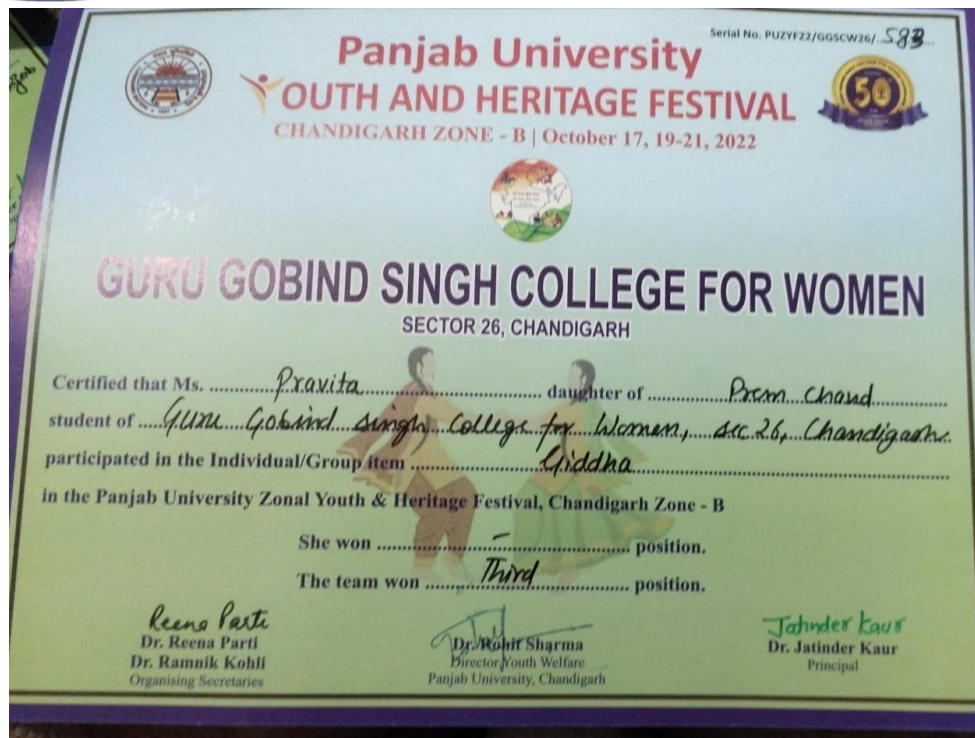 Serial No. PUZYF22/GGSCW26/..583...
Panjab University
YOUTH AND HERITAGE FESTIVAL
CHANDIGARH ZONE - B | October 17, 19-21, 2022
50
GURU GOBIND SINGH COLLEGE FOR WOMEN
SECTOR 26, CHANDIGARH
Certified that Ms. ........Pravita........ daughter of ........Prem Chand........
student of ....Guru Gobind Singh College for Women, sec 26, Chandigarh.
participated in the Individual/Group item ........Giddha........
in the Panjab University Zonal Youth & Heritage Festival, Chandigarh Zone - B
She won ........-........ position.
The team won ........Third........ position.
Reena Parti
Dr. Reena Parti
Dr. Ramnik Kohli
Organising Secretaries
Dr. Rohit Sharma
Director Youth Welfare
Panjab University, Chandigarh
Jatinder Kaur
Dr. Jatinder Kaur
Principal